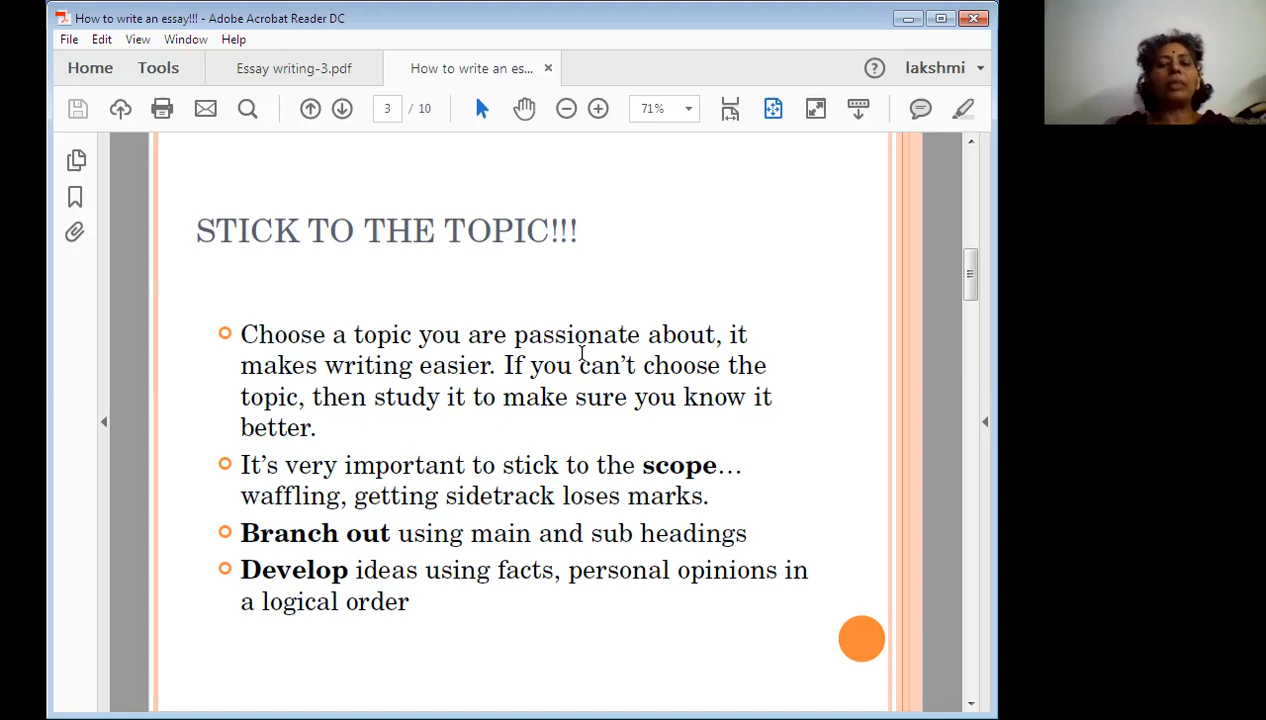 How to write an essay!!! - Adobe Acrobat Reader DC
File Edit View Window Help
Home Tools Essay writing-3.pdf How to write an es... × ? lakshmi
3 / 10 71%
STICK TO THE TOPIC!!!
Choose a topic you are passionate about, it
makes writing easier. If you can’t choose the
topic, then study it to make sure you know it
better.
It’s very important to stick to the scope…
waffling, getting sidetrack loses marks.
Branch out using main and sub headings
Develop ideas using facts, personal opinions in
a logical order